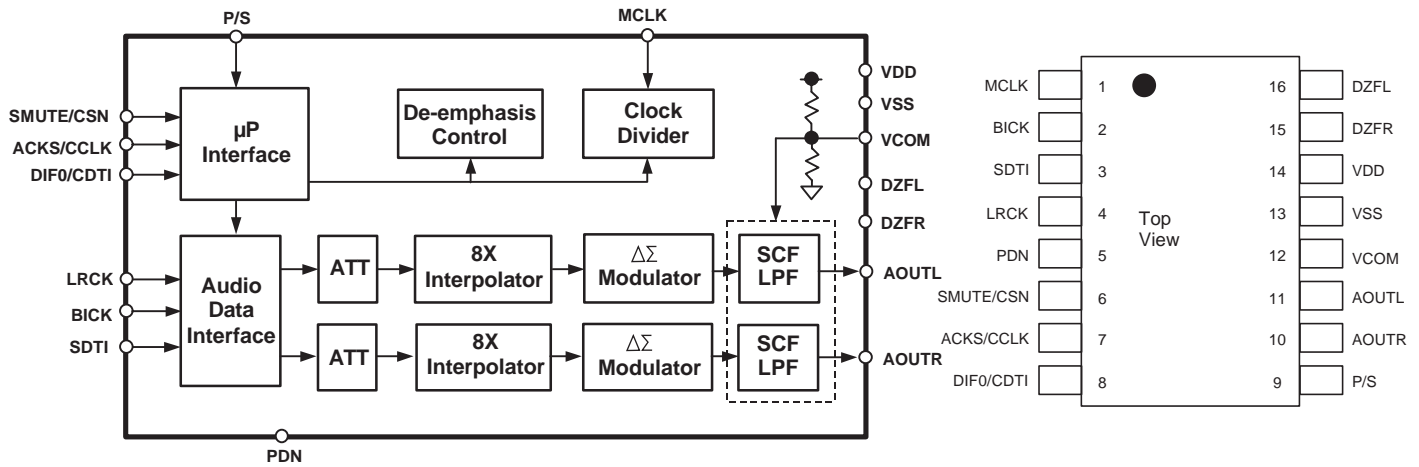 P/S
MCLK
SMUTE/CSN
ACKS/CCLK
DIF0/CDTI
µP
Interface
De-emphasis
Control
Clock
Divider
VDD
VSS
VCOM
DZFL
DZFR
LRCK
BICK
SDTI
Audio
Data
Interface
ATT
8X
Interpolator
ΔΣ
Modulator
SCF
LPF
AOUTL
ATT
8X
Interpolator
ΔΣ
Modulator
SCF
LPF
AOUTR
PDN
MCLK 1
BICK 2
SDTI 3
LRCK 4
PDN 5
SMUTE/CSN 6
ACKS/CCLK 7
DIF0/CDTI 8
Top
View
16 DZFL
15 DZFR
14 VDD
13 VSS
12 VCOM
11 AOUTL
10 AOUTR
9 P/S